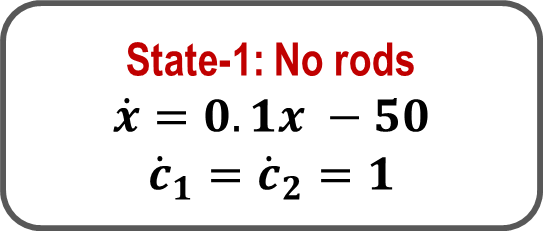 State-1: No rods
ẋ = 0.1x − 50
ċ₁ = ċ₂ = 1